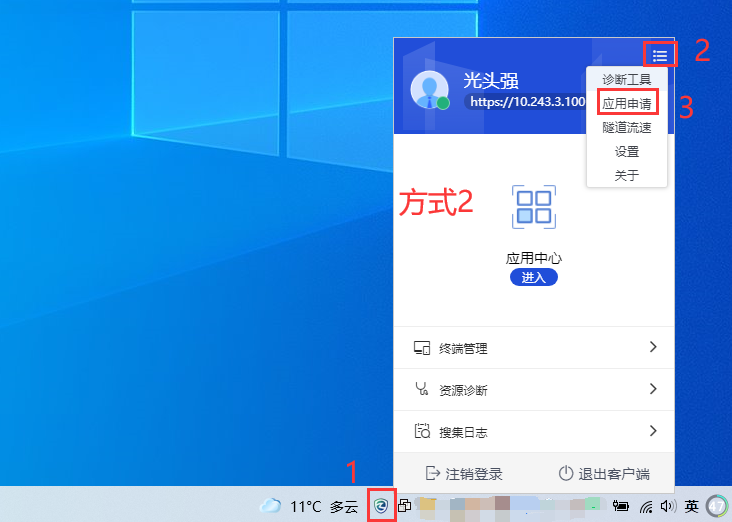 2
光头强
https://10.243.3.100
诊断工具
应用申请
3
隧道流速
设置
关于
方式2
应用中心
进入
终端管理
资源诊断
搜集日志
注销登录
退出客户端
1
11°C 多云
英
47